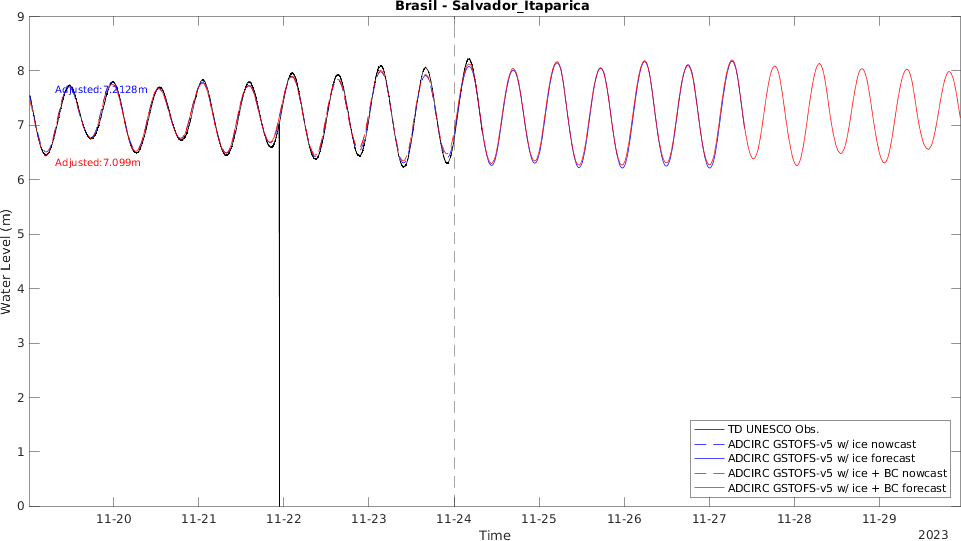 Brasil - Salvador_Itaparica
9
8
7
6
5
4
3
2
1
0
Water Level (m)
Adjusted:7.2128m
Adjusted:7.099m
TD UNESCO Obs.
ADCIRC GSTOFS-v5 w/ ice nowcast
ADCIRC GSTOFS-v5 w/ ice forecast
ADCIRC GSTOFS-v5 w/ ice + BC nowcast
ADCIRC GSTOFS-v5 w/ ice + BC forecast
11-20 11-21 11-22 11-23 11-24 11-25 11-26 11-27 11-28 11-29
Time
2023